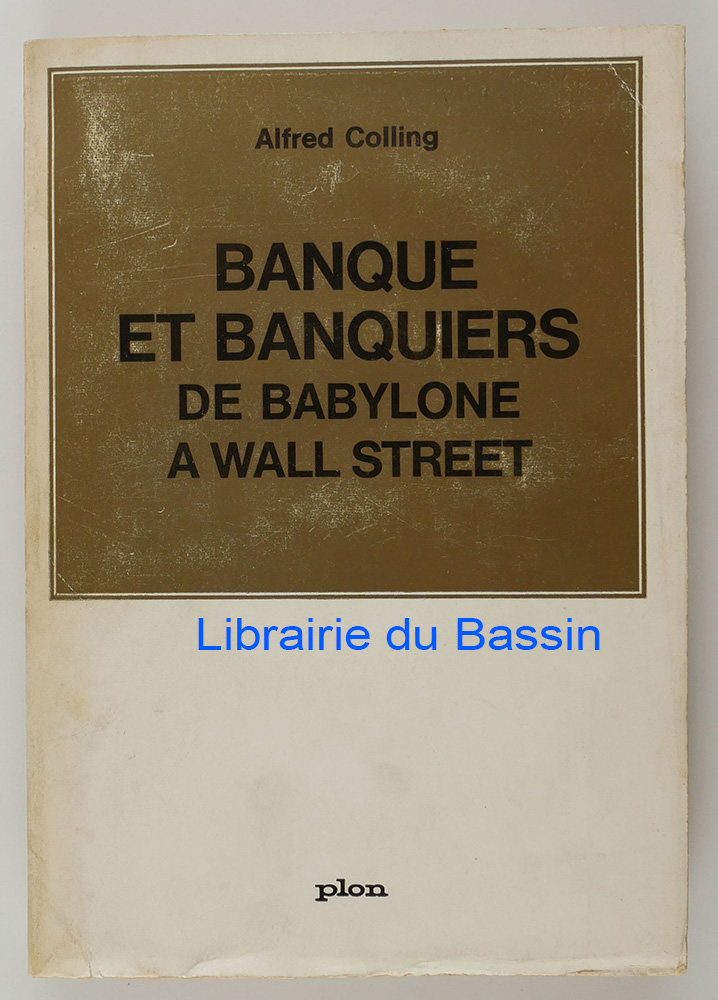 Alfred Colling
BANQUE
ET BANQUIERS
DE BABYLONE
A WALL STREET
Librairie du Bassin
plon